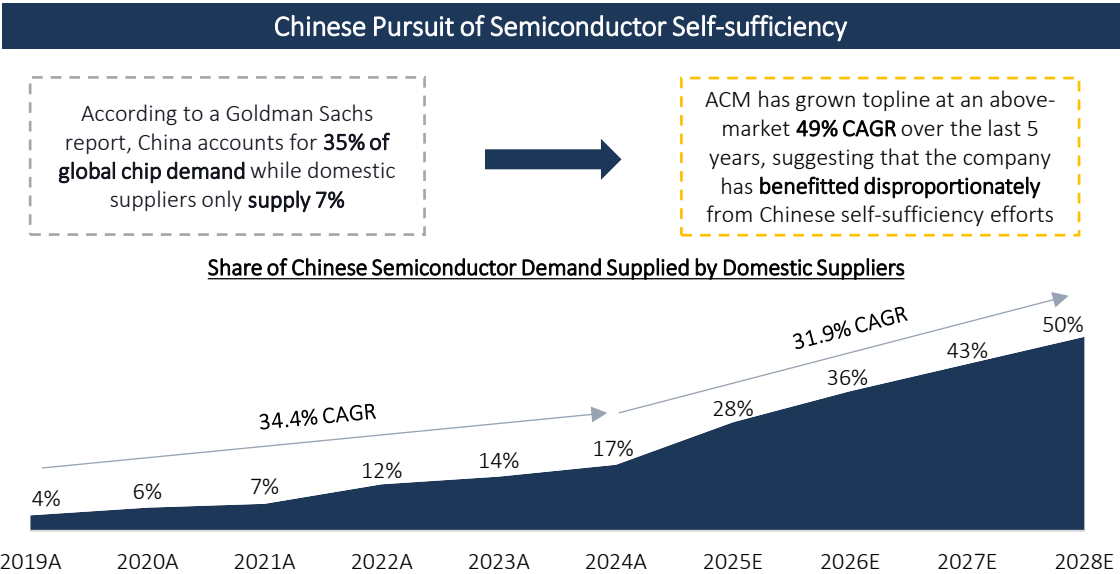 Chinese Pursuit of Semiconductor Self-sufficiency
According to a Goldman Sachs
report, China accounts for 35% of
global chip demand while domestic
suppliers only supply 7%
ACM has grown topline at an above-
market 49% CAGR over the last 5
years, suggesting that the company
has benefitted disproportionately
from Chinese self-sufficiency efforts
Share of Chinese Semiconductor Demand Supplied by Domestic Suppliers
34.4% CAGR
31.9% CAGR
4%
6%
7%
12%
14%
17%
28%
36%
43%
50%
2019A
2020A
2021A
2022A
2023A
2024A
2025E
2026E
2027E
2028E